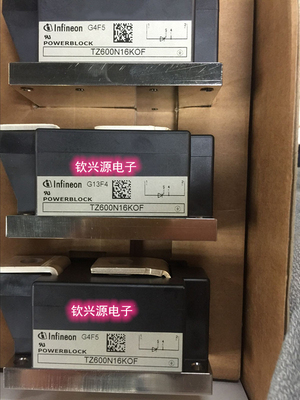 Infineon G4F5
POWERBLOCK
TZ600N16KOF
钦兴源电子
Infineon G13F4
POWERBLOCK
TZ600N16KOF
钦兴源电子
Infineon G4F5
POWERBLOCK
TZ600N16KOF